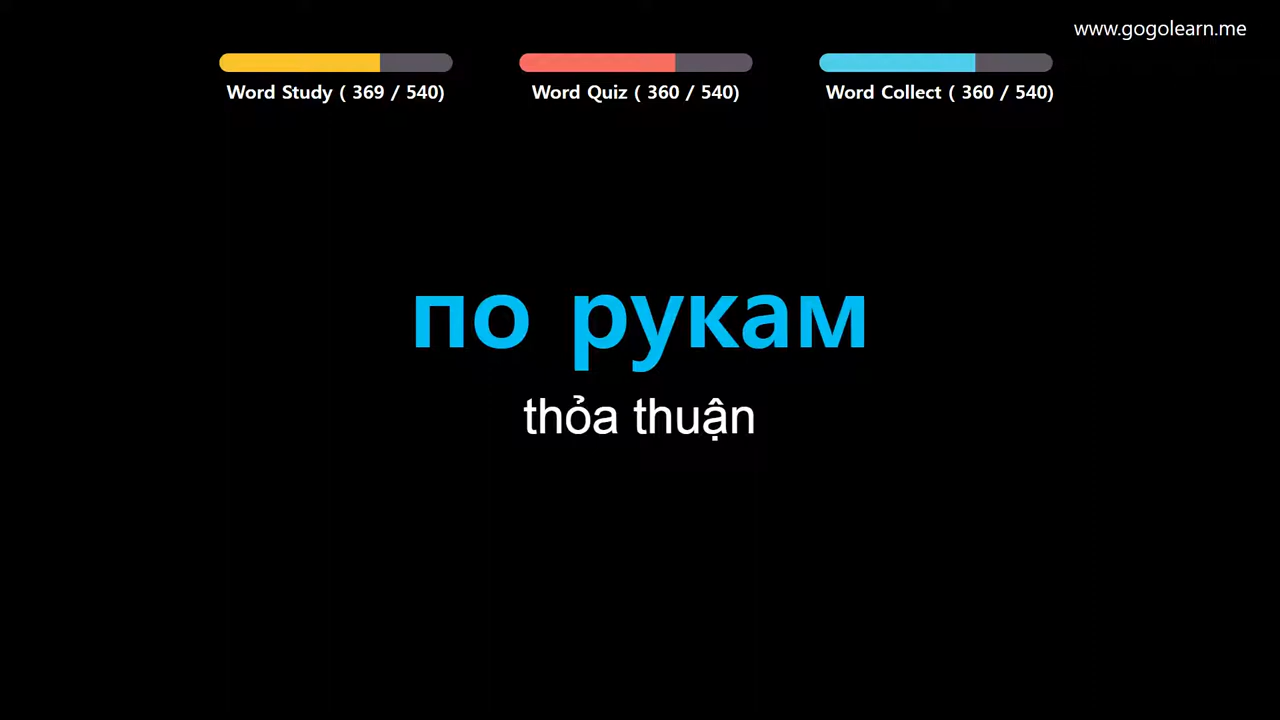 www.gogolearn.me
Word Study ( 369 / 540)
Word Quiz ( 360 / 540)
Word Collect ( 360 / 540)
по рукам
thỏa thuận